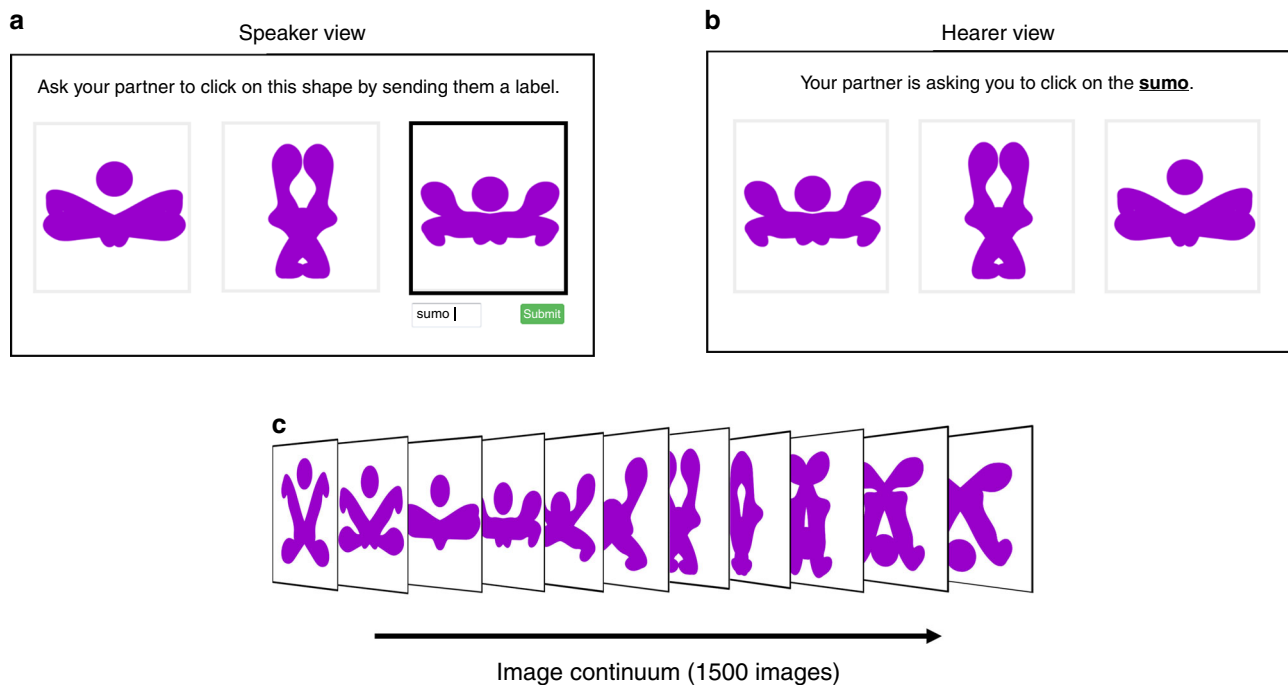 a
Speaker view
Ask your partner to click on this shape by sending them a label.
sumo
Submit
b
Hearer view
Your partner is asking you to click on the sumo.
c
Image continuum (1500 images)